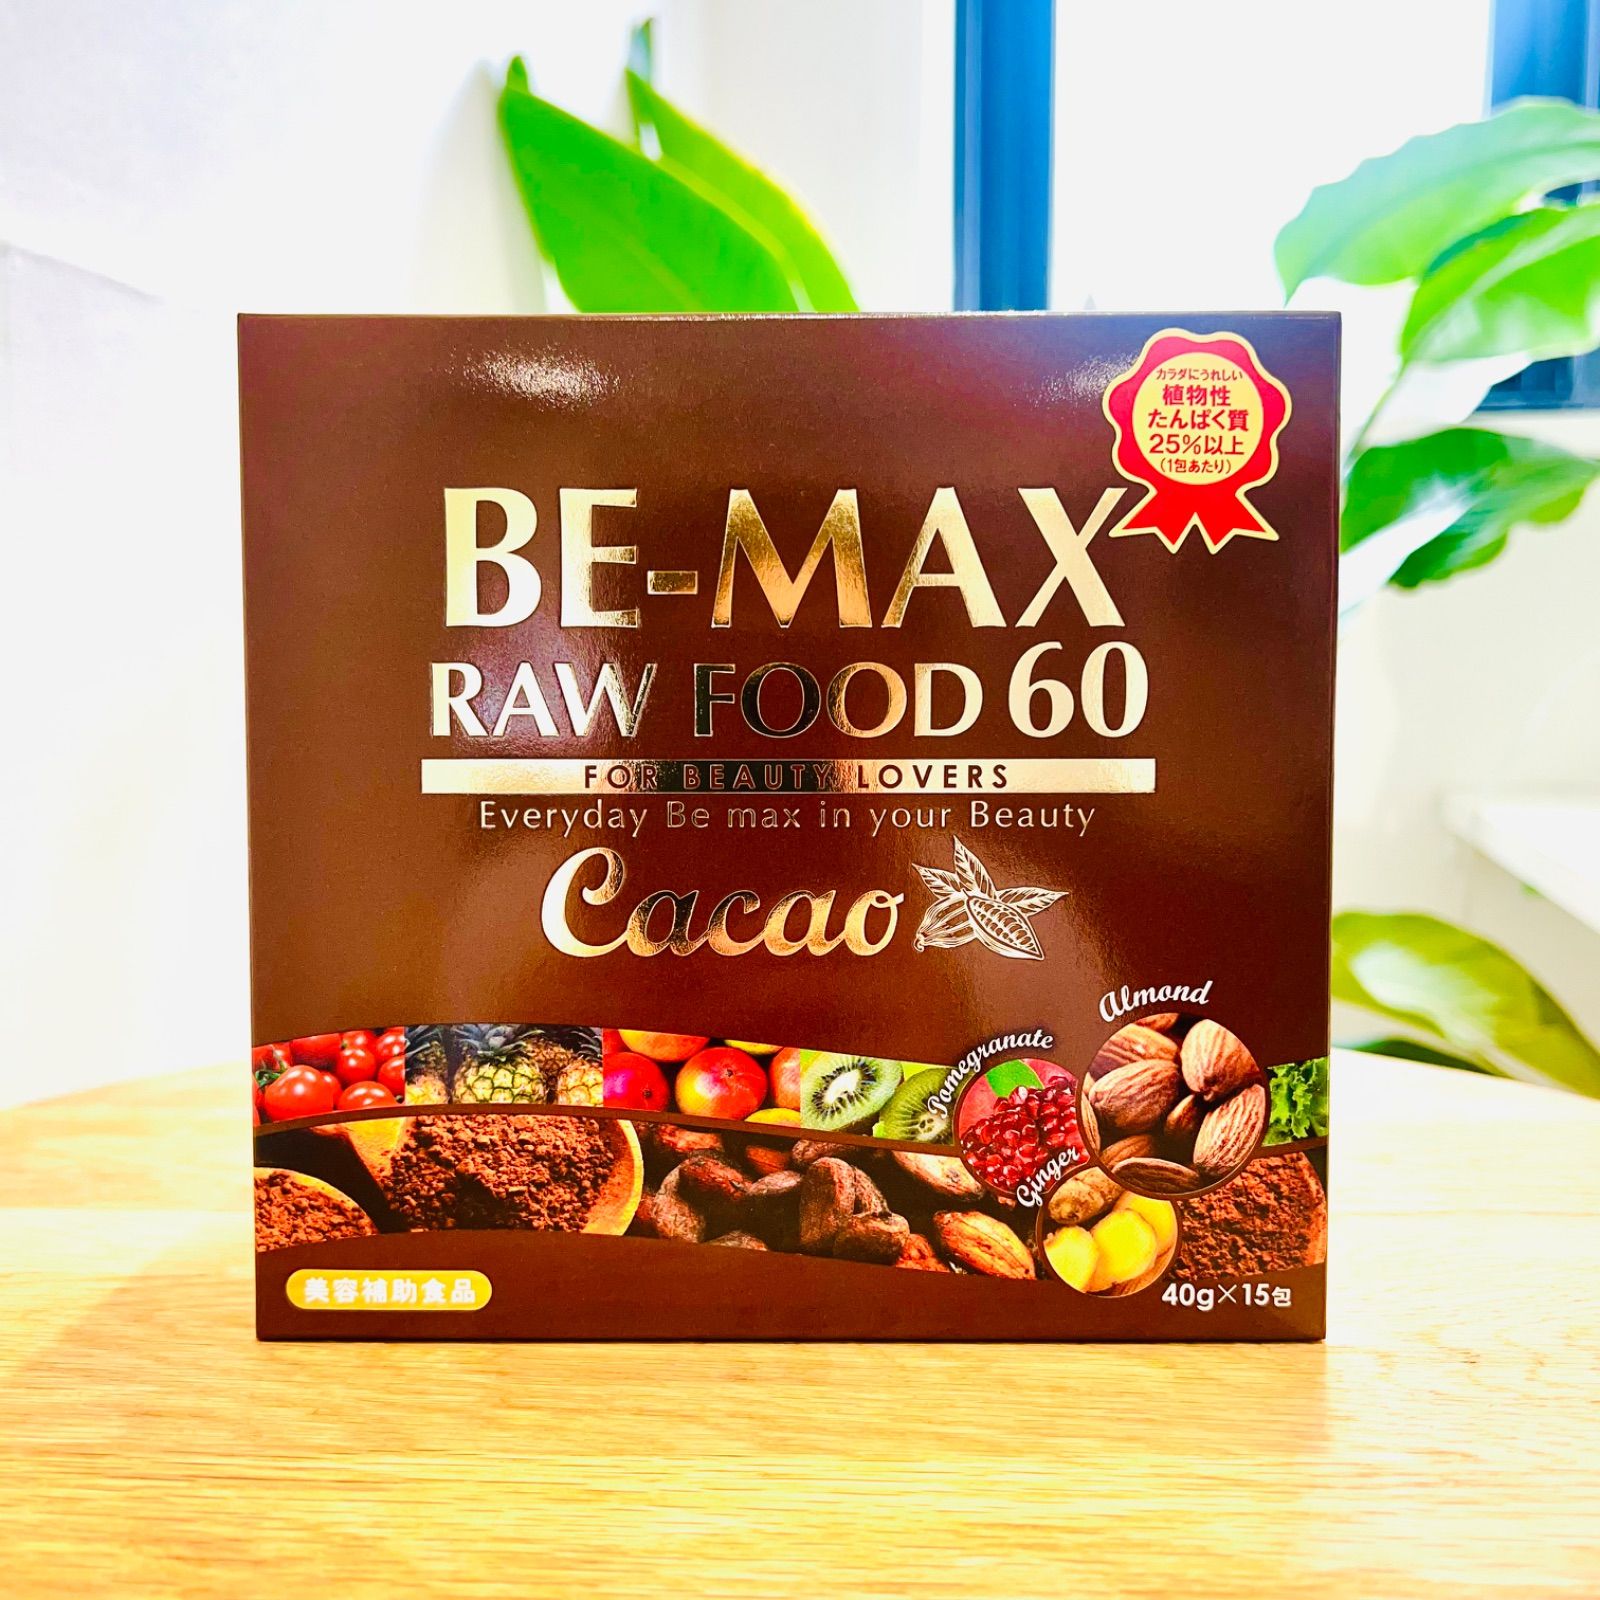 カラダにうれしい
植物性
たんぱく質
25%以上
(1包あたり)
BE-MAX
RAW FOOD 60
FOR BEAUTY LOVERS
Everyday Be max in your Beauty
Cacao
Almond
Pomegranate
Ginger
美容補助食品
40g×15包